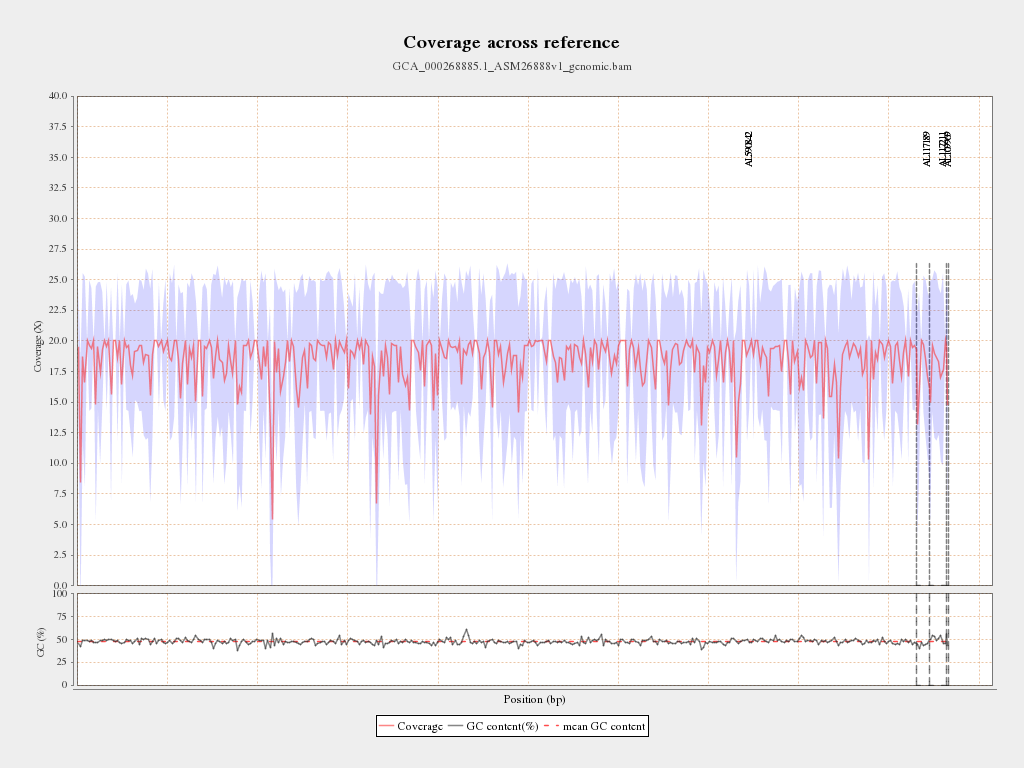 Coverage across reference
GCA_000268885.1_ASM26888v1_genomic.bam
40.0
37.5
35.0
32.5
30.0
27.5
25.0
22.5
20.0
17.5
15.0
12.5
10.0
7.5
5.0
2.5
0.0
Coverage (X)
AL590842
AL117189
AL117211
AL109969
100
75
50
25
0
GC (%)
Position (bp)
Coverage GC content(%) mean GC content